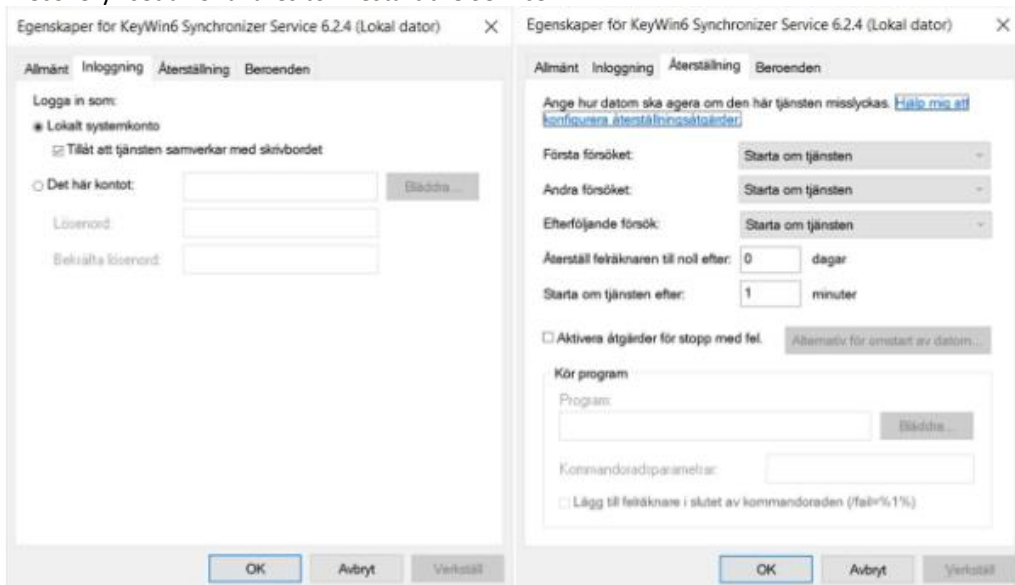 Egenskaper för KeyWin6 Synchronizer Service 6.2.4 (Lokal dator)
Allmänt Inloggning Återställning Beroenden
Logga in som:
Lokalt systemkonto
Tillåt att tjänsten samverkar med skrivbordet
Det här kontot:
Bläddra...
Lösenord:
Bekräfta lösenord:
OK Avbryt Verkställ
Egenskaper för KeyWin6 Synchronizer Service 6.2.4 (Lokal dator)
Allmänt Inloggning Återställning Beroenden
Ange hur datorn ska agera om den här tjänsten misslyckas. Hjälp mig att
konfigurera återställningsåtgärder.
Första försöket: Starta om tjänsten
Andra försöket: Starta om tjänsten
Efterföljande försök: Starta om tjänsten
Återställ felräknaren till noll efter: 0 dagar
Starta om tjänsten efter: 1 minuter
Aktivera åtgärder för stopp med fel. Alternativ för omstart av datorn...
Kör program
Program:
Bläddra...
Kommandoradsparametrar:
Lägg till felräknare i slutet av kommandoraden (/fail=%1%)
OK Avbryt Verkställ